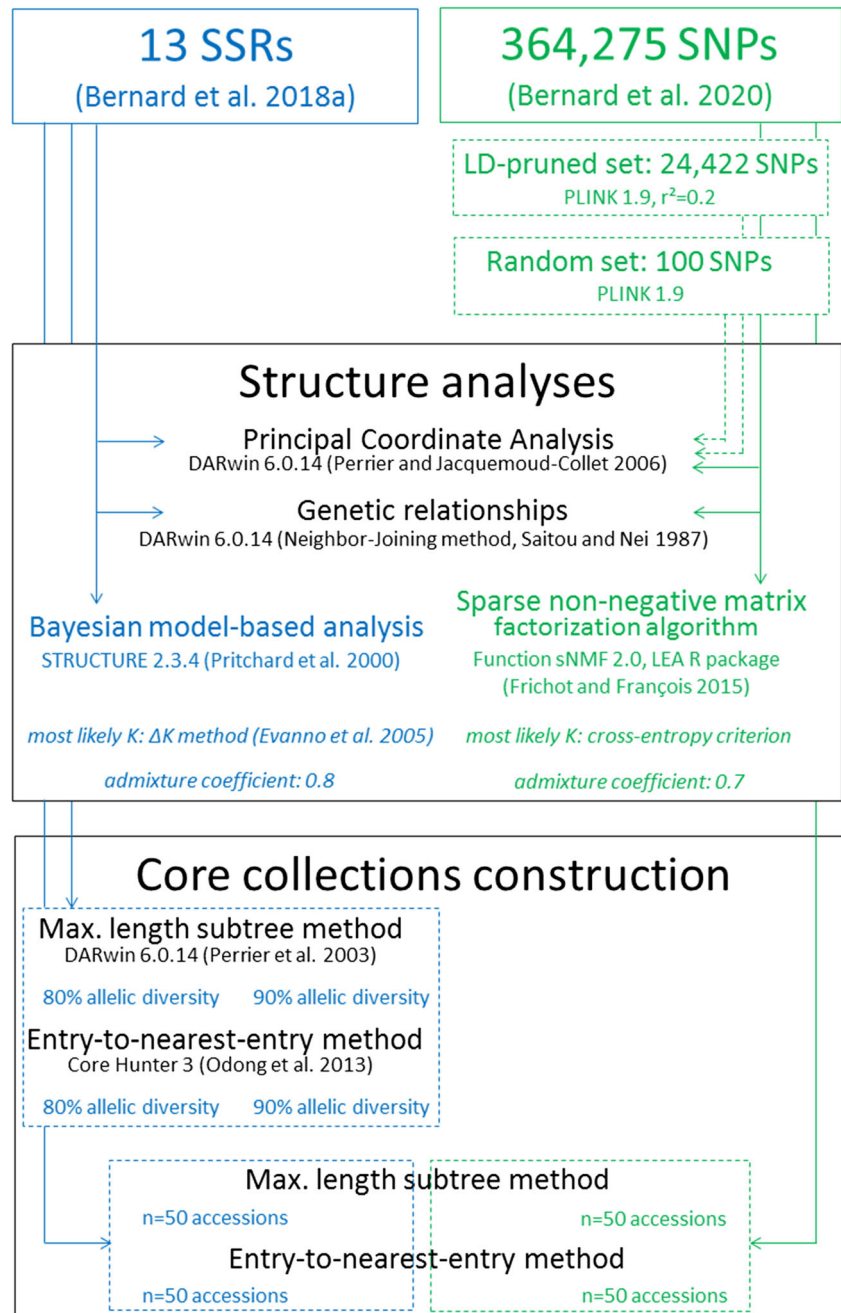 13 SSRs
(Bernard et al. 2018a)
364,275 SNPs
(Bernard et al. 2020)
LD-pruned set: 24,422 SNPs
PLINK 1.9, r²=0.2
Random set: 100 SNPs
PLINK 1.9
Structure analyses
Principal Coordinate Analysis
DARwin 6.0.14 (Perrier and Jacquemoud-Collet 2006)
Genetic relationships
DARwin 6.0.14 (Neighbor-Joining method, Saitou and Nei 1987)
Bayesian model-based analysis
STRUCTURE 2.3.4 (Pritchard et al. 2000)
most likely K: ΔK method (Evanno et al. 2005)
admixture coefficient: 0.8
Sparse non-negative matrix
factorization algorithm
Function sNMF 2.0, LEA R package
(Frichot and François 2015)
most likely K: cross-entropy criterion
admixture coefficient: 0.7
Core collections construction
Max. length subtree method
DARwin 6.0.14 (Perrier et al. 2003)
80% allelic diversity 90% allelic diversity
Entry-to-nearest-entry method
Core Hunter 3 (Odong et al. 2013)
80% allelic diversity 90% allelic diversity
Max. length subtree method
n=50 accessions n=50 accessions
Entry-to-nearest-entry method
n=50 accessions n=50 accessions